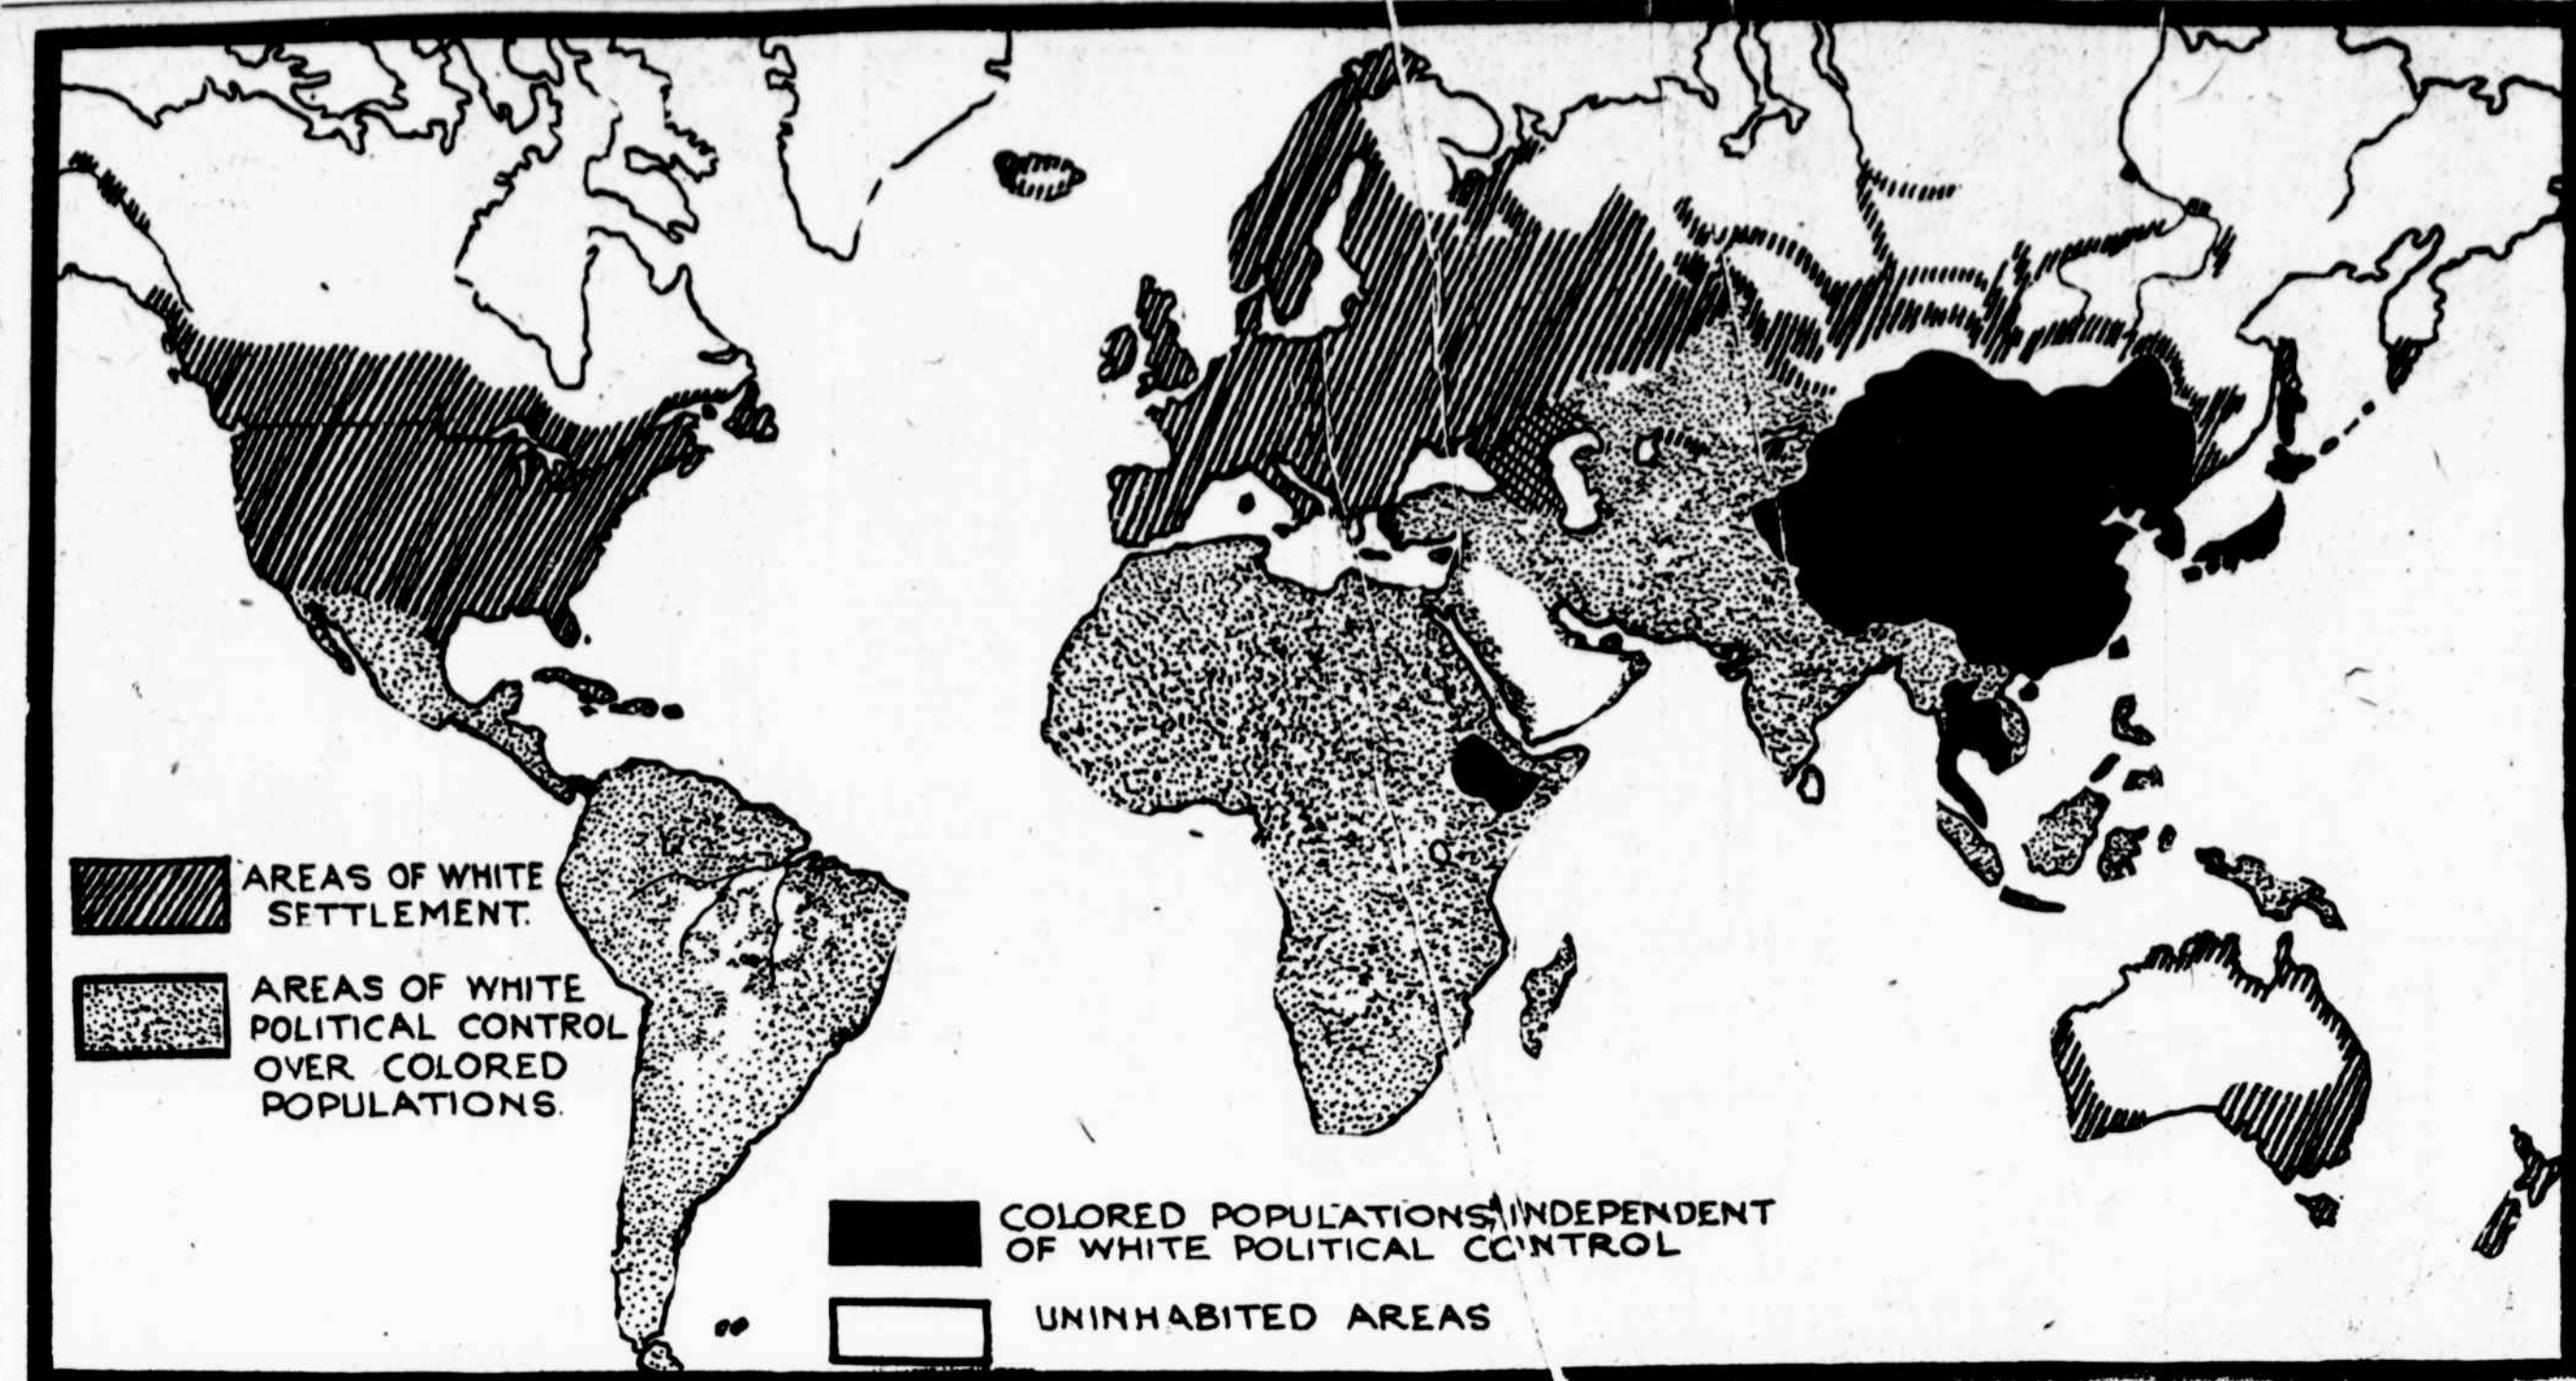 AREAS OF WHITE
SETTLEMENT.
AREAS OF WHITE
POLITICAL CONTROL
OVER COLORED
POPULATIONS.
COLORED POPULATIONS, INDEPENDENT
OF WHITE POLITICAL CONTROL
UNINHABITED AREAS